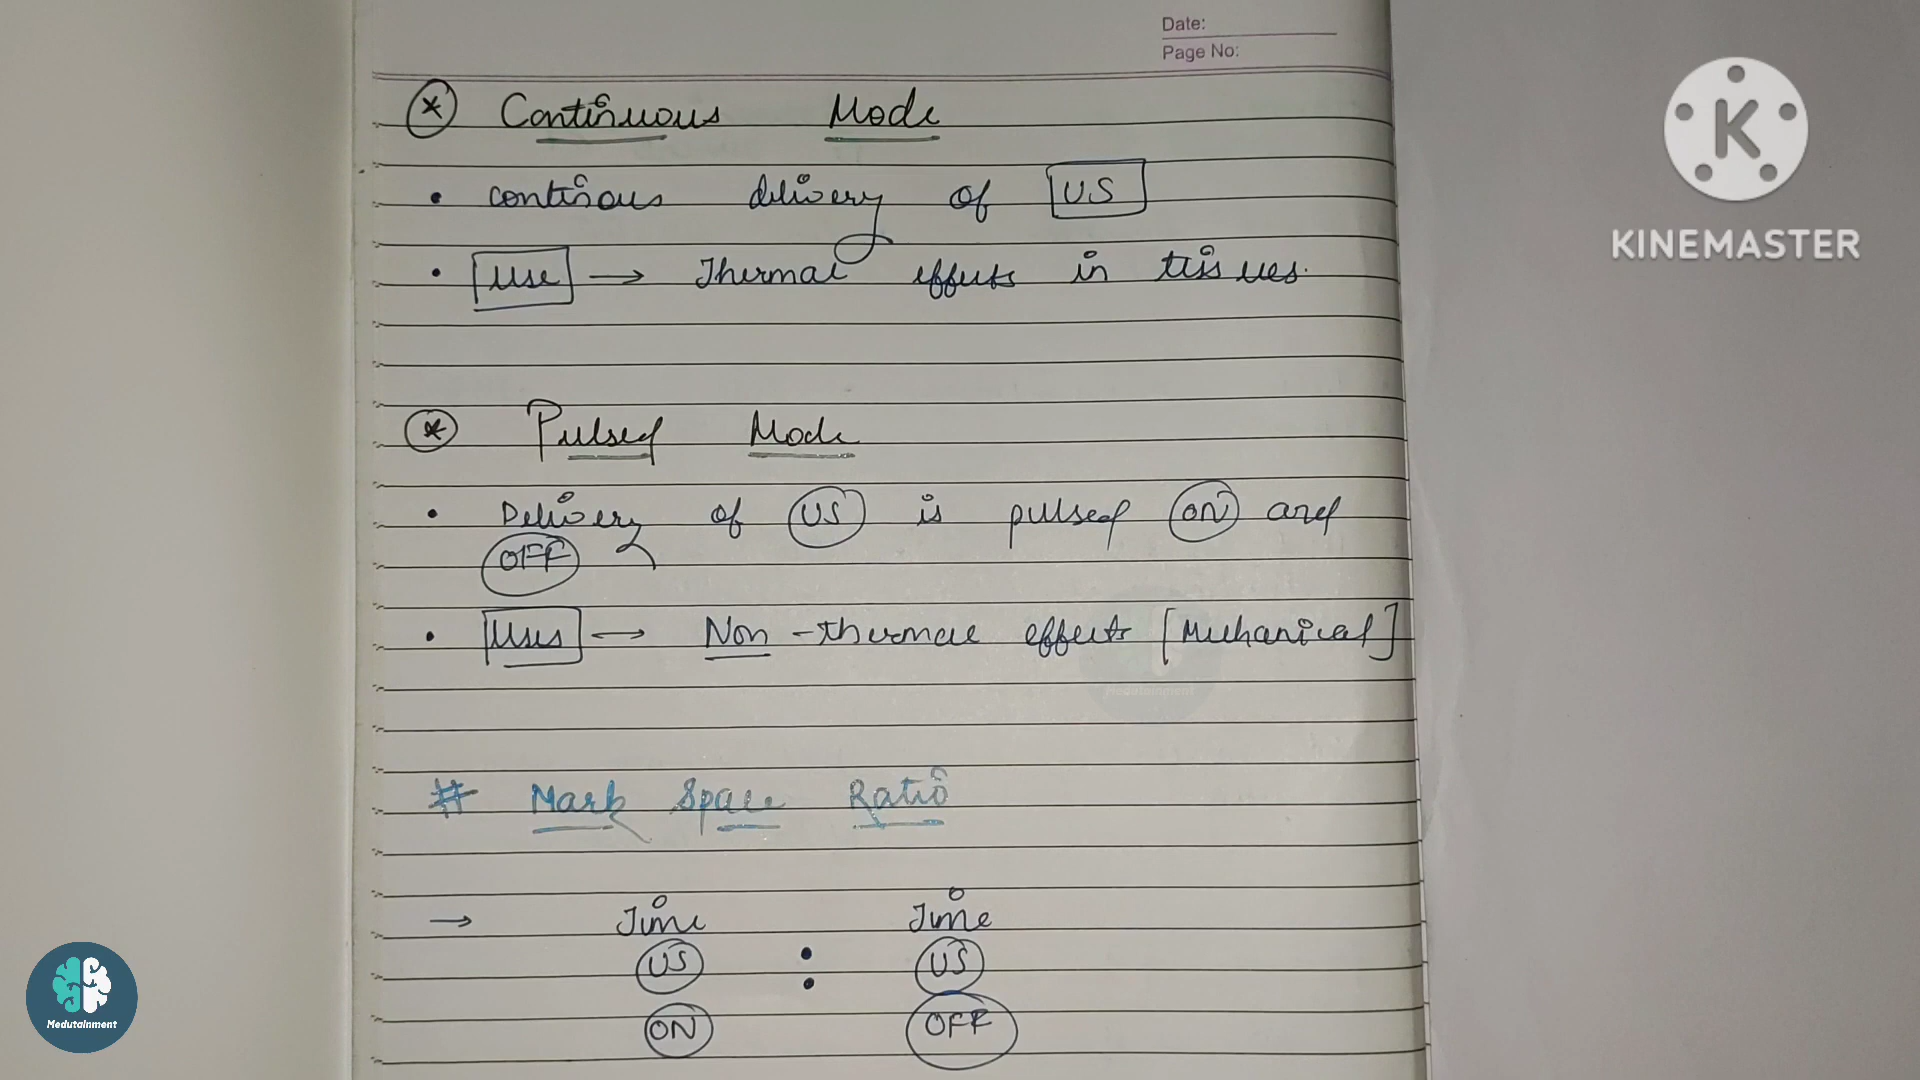 Date:
Page No:
Continuous Mode
• continous delivery of US
• Use → Thermal effects in tissues.
Pulsed Mode
• Delivery of US is pulsed ON and
OFF
• Uses → Non-thermal effects [Mechanical]
# Mark Space Ratio
→ Time : Time
US US
ON OFF
K
KINEMASTER
Medutainment
Medutainment